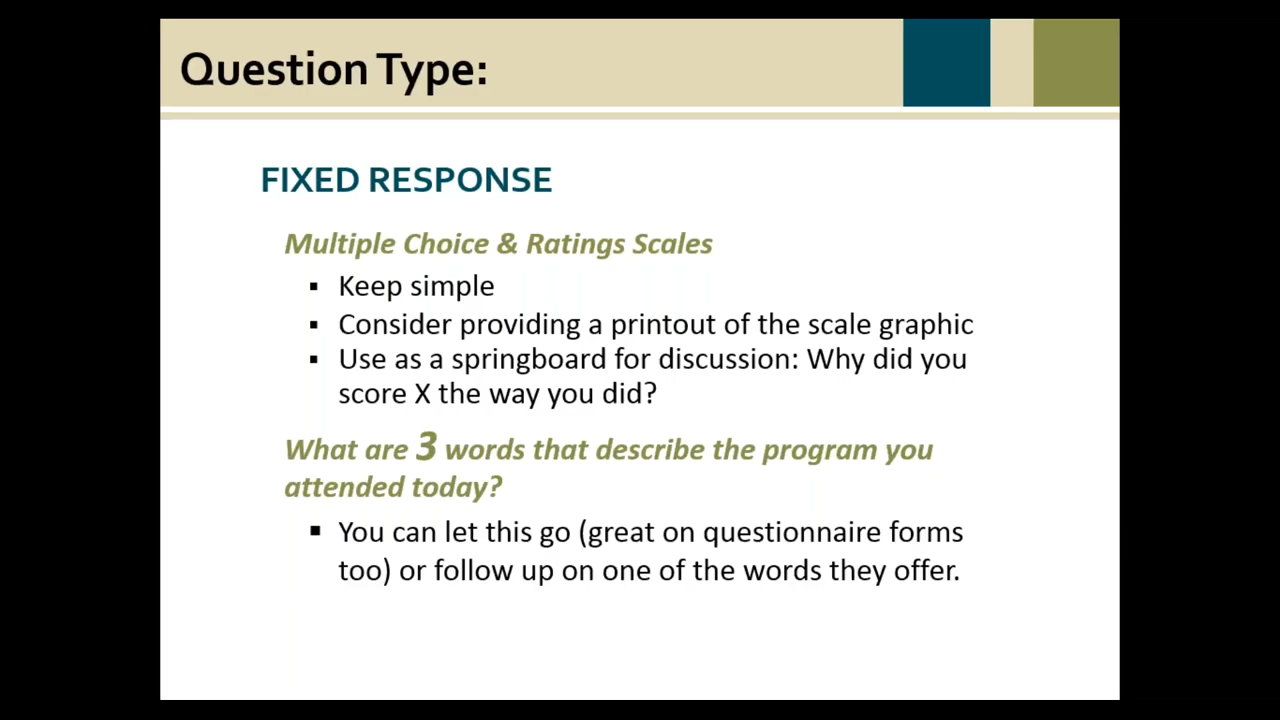 Question Type:
FIXED RESPONSE
Multiple Choice & Ratings Scales
▪ Keep simple
▪ Consider providing a printout of the scale graphic
▪ Use as a springboard for discussion: Why did you
score X the way you did?
What are 3 words that describe the program you
attended today?
▪ You can let this go (great on questionnaire forms
too) or follow up on one of the words they offer.